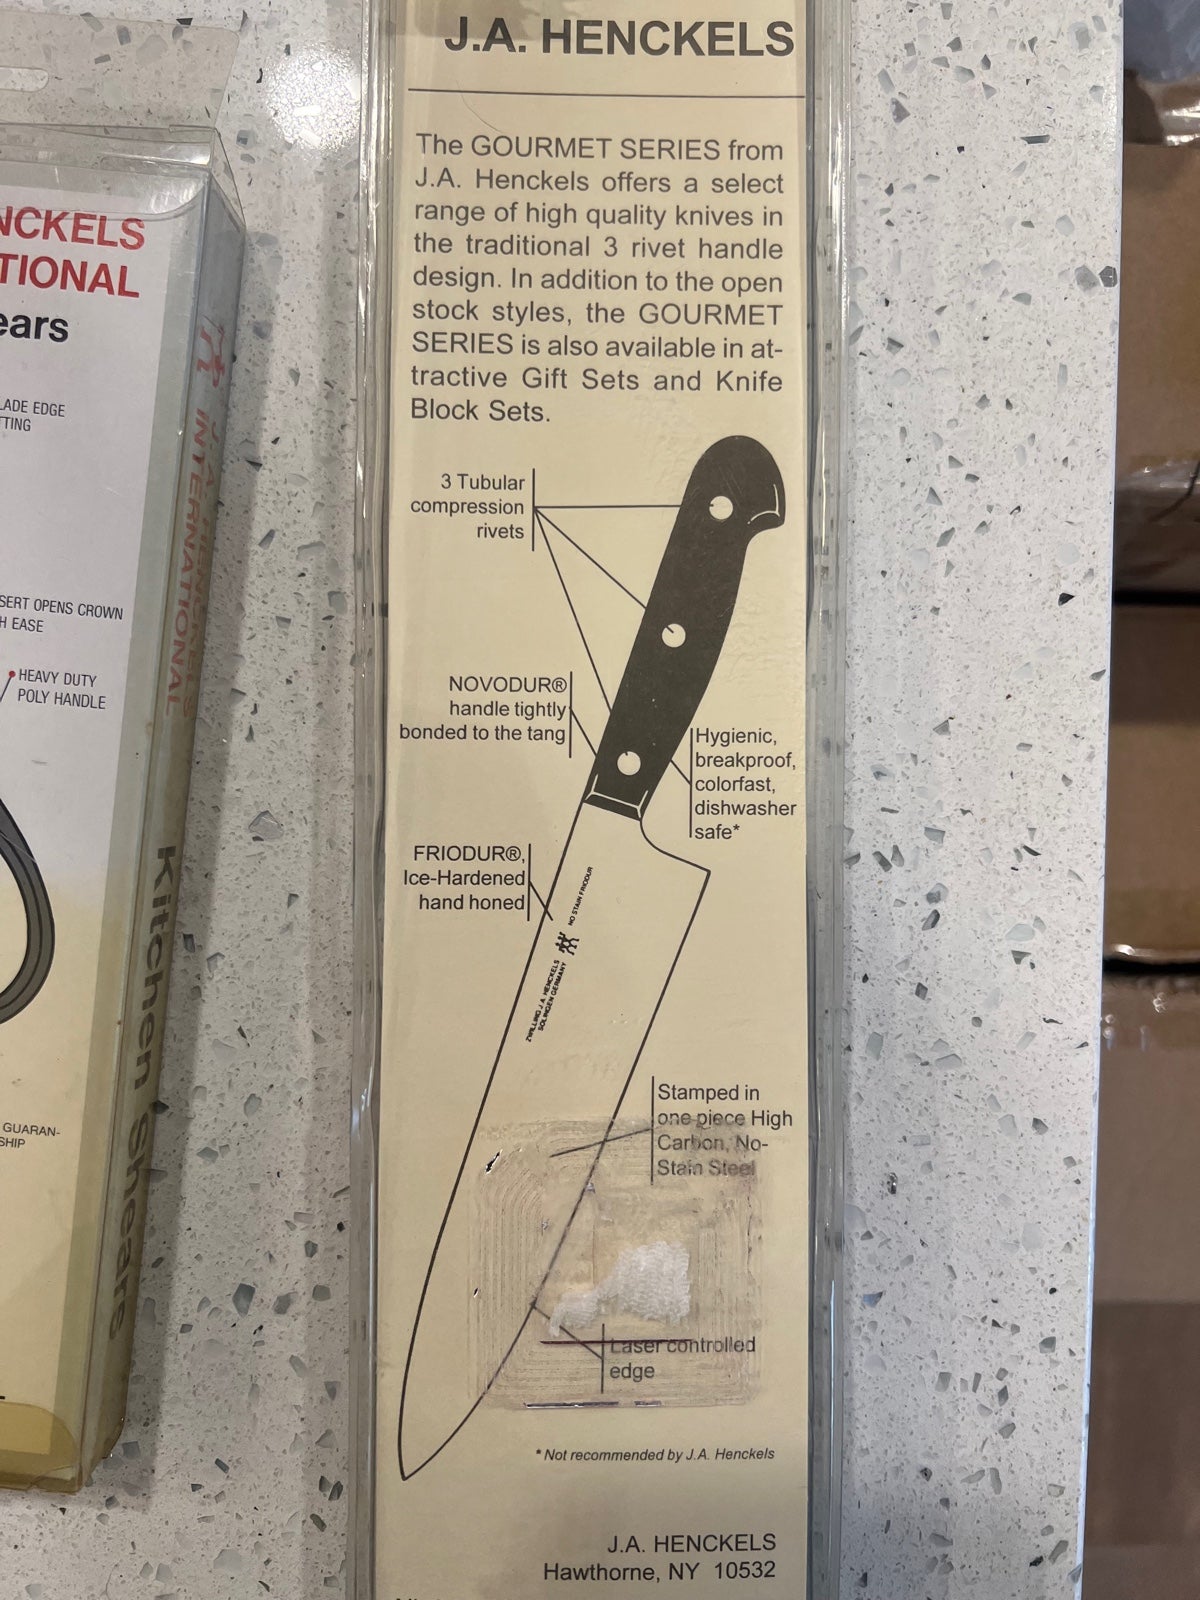 J.A. HENCKELS
The GOURMET SERIES from
J.A. Henckels offers a select
range of high quality knives in
the traditional 3 rivet handle
design. In addition to the open
stock styles, the GOURMET
SERIES is also available in at-
tractive Gift Sets and Knife
Block Sets.
3 Tubular
compression
rivets
NOVODUR®
handle tightly
bonded to the tang
Hygienic,
breakproof,
colorfast,
dishwasher
safe*
FRIODUR®,
Ice-Hardened
hand honed
NO STAIN FRIODUR
ZWILLING J.A. HENCKELS
SOLINGEN GERMANY
Stamped in
one piece High
Carbon, No-
Stain Steel
Laser controlled
edge
* Not recommended by J.A. Henckels
J.A. HENCKELS
Hawthorne, NY 10532
NCKELS
TIONAL
ears
LADE EDGE
TTING
SERT OPENS CROWN
H EASE
HEAVY DUTY
POLY HANDLE
GUARAN-
SHIP
J.A. HENCKELS
INTERNATIONAL
Kitchen Shears